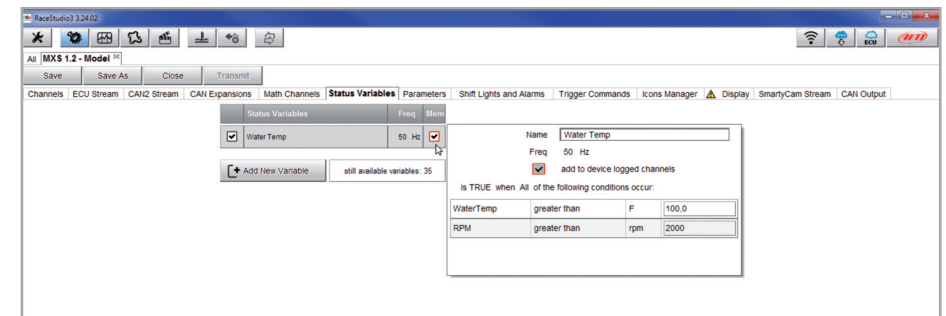 RaceStudio3 3.24.02
ECU
AIM
All MXS 1.2 - Model
Save Save As Close Transmit
Channels ECU Stream CAN2 Stream CAN Expansions Math Channels Status Variables Parameters Shift Lights and Alarms Trigger Commands Icons Manager Display SmartyCam Stream CAN Output
Status Variables Freq Mem
Water Temp 50 Hz
Add New Variable still available variables: 35
Name Water Temp
Freq 50 Hz
add to device logged channels
is TRUE when All of the following conditions occur:
WaterTemp greater than F 100.0
RPM greater than rpm 2000